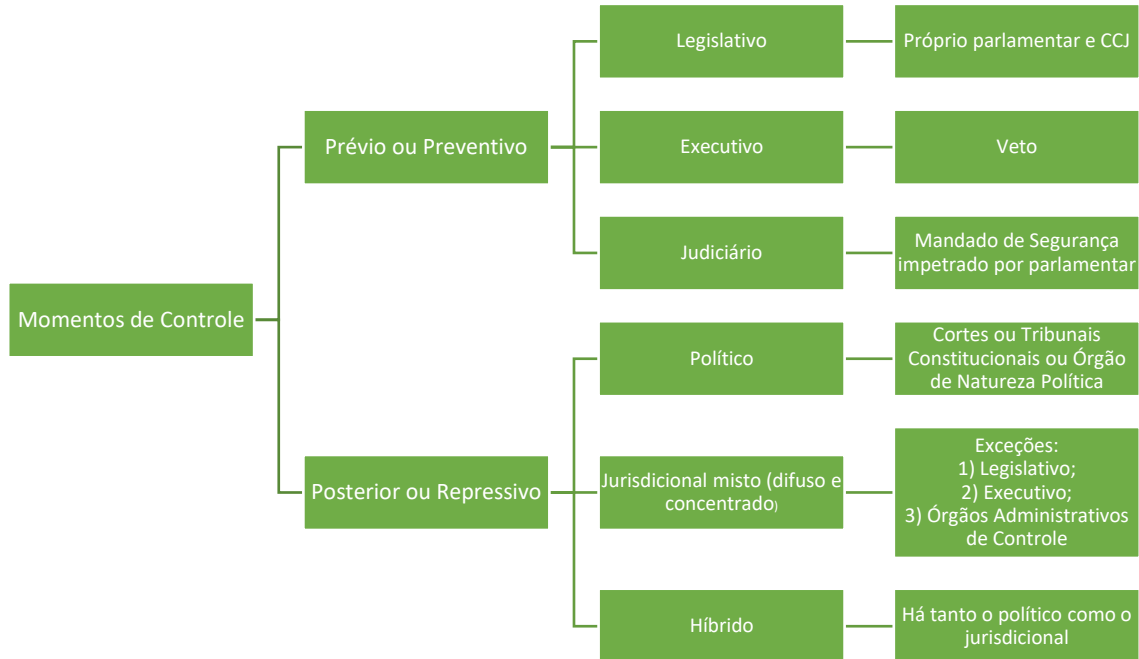 Momentos de Controle
Prévio ou Preventivo
Legislativo
Próprio parlamentar e CCJ
Executivo
Veto
Judiciário
Mandado de Segurança
impetrado por parlamentar
Posterior ou Repressivo
Político
Cortes ou Tribunais
Constitucionais ou Órgão
de Natureza Política
Jurisdicional misto (difuso e
concentrado)
Exceções:
1) Legislativo;
2) Executivo;
3) Órgãos Administrativos
de Controle
Híbrido
Há tanto o político como o
jurisdicional